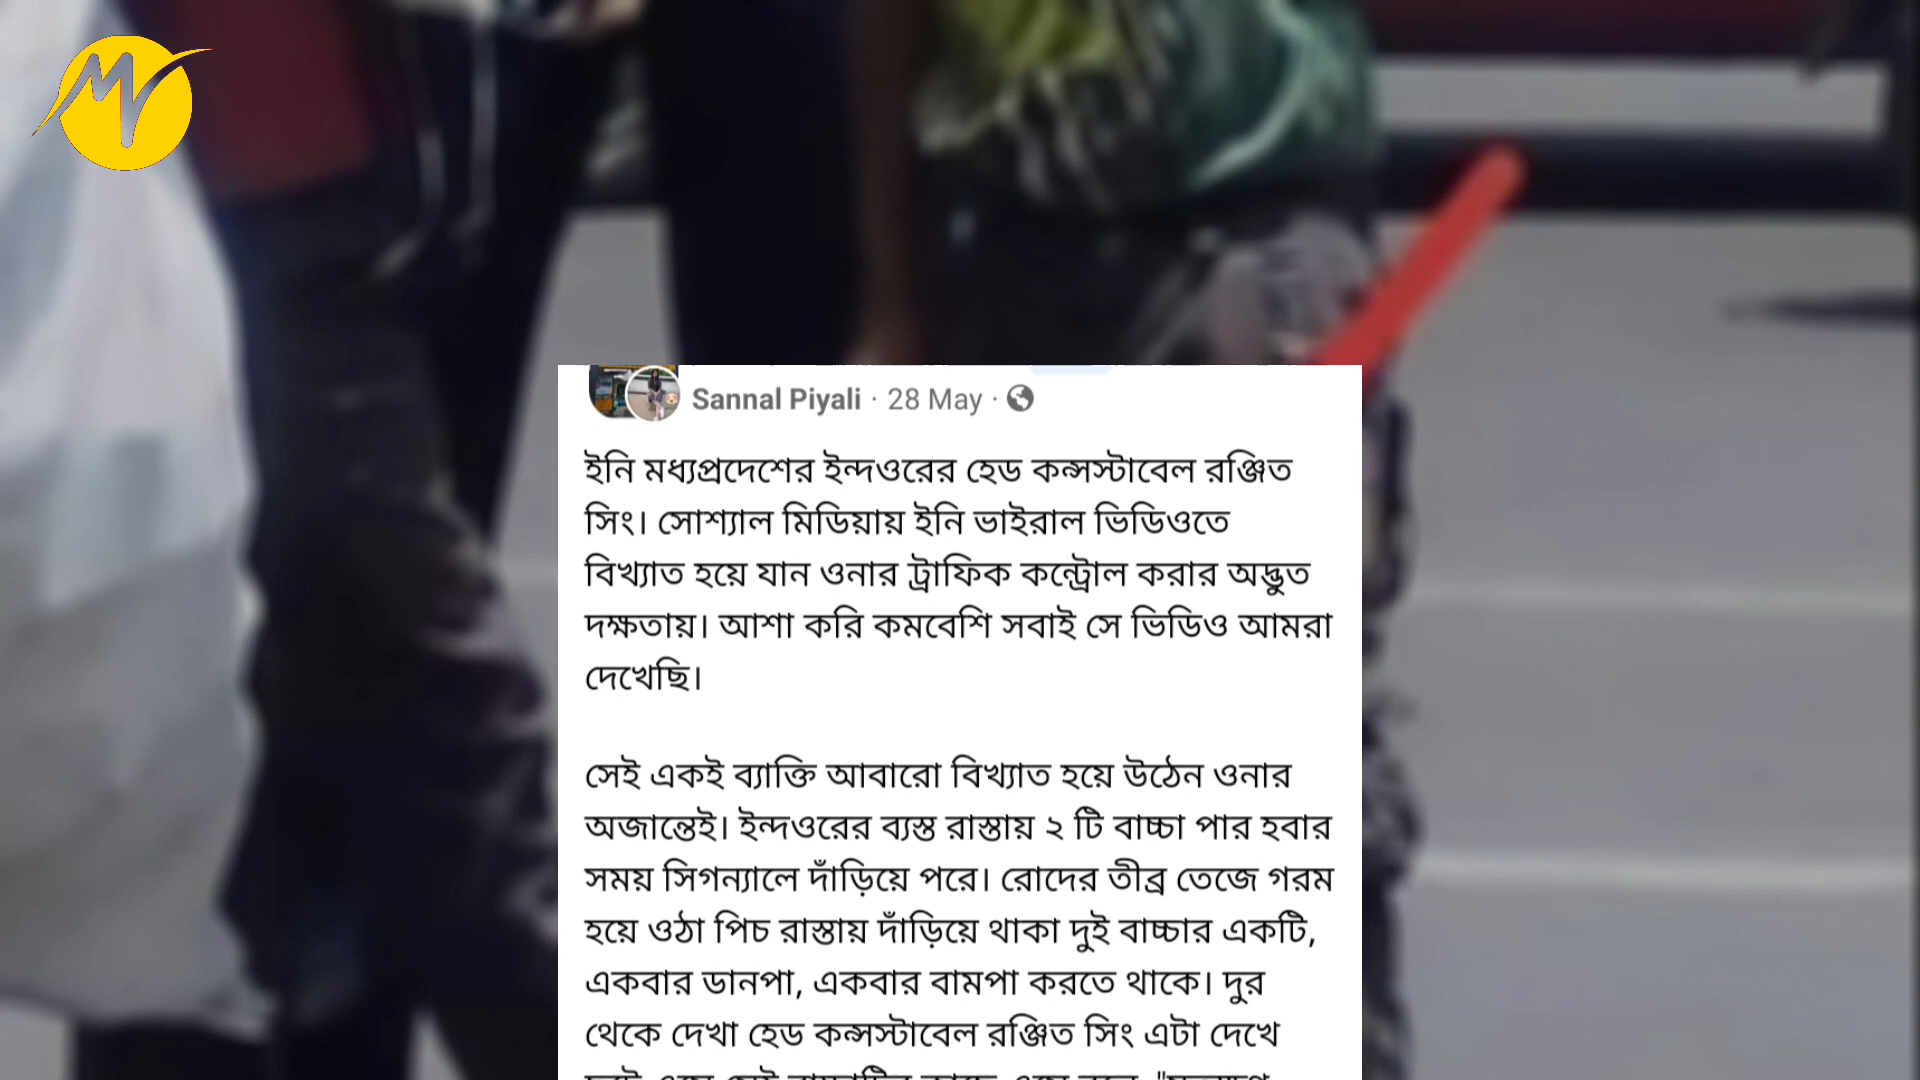 Sannal Piyali · 28 May ·
ইনি মধ্যপ্রদেশের ইন্দওরের হেড কন্সস্টাবেল রঞ্জিত
সিং। সোশ্যাল মিডিয়ায় ইনি ভাইরাল ভিডিওতে
বিখ্যাত হয়ে যান ওনার ট্রাফিক কন্ট্রোল করার অদ্ভুত
দক্ষতায়। আশা করি কমবেশি সবাই সে ভিডিও আমরা
দেখেছি।
সেই একই ব্যাক্তি আবারো বিখ্যাত হয়ে উঠেন ওনার
অজান্তেই। ইন্দওরের ব্যস্ত রাস্তায় ২ টি বাচ্চা পার হবার
সময় সিগন্যালে দাঁড়িয়ে পরে। রোদের তীব্র তেজে গরম
হয়ে ওঠা পিচ রাস্তায় দাঁড়িয়ে থাকা দুই বাচ্চার একটি,
একবার ডানপা, একবার বামপা করতে থাকে। দুর
থেকে দেখা হেড কন্সস্টাবেল রঞ্জিত সিং এটা দেখে